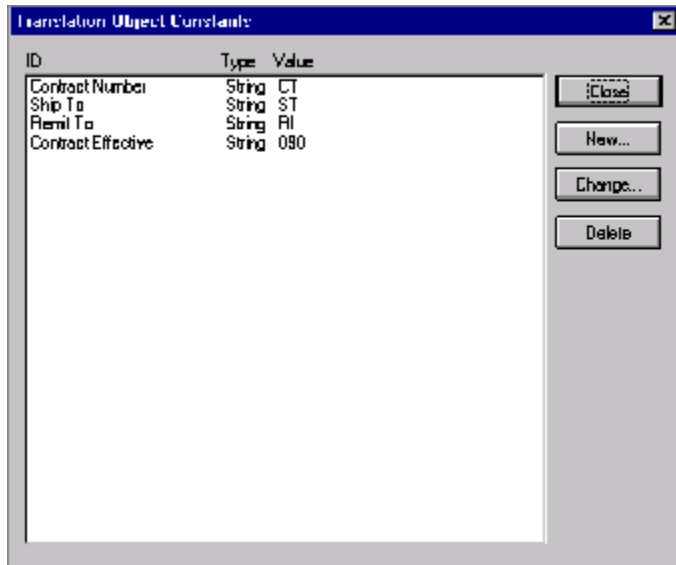 Translation Object Constants
ID Type Value
Contract Number String CT
Ship To String ST
Remit To String RI
Contract Effective String 090
Close
New...
Change...
Delete